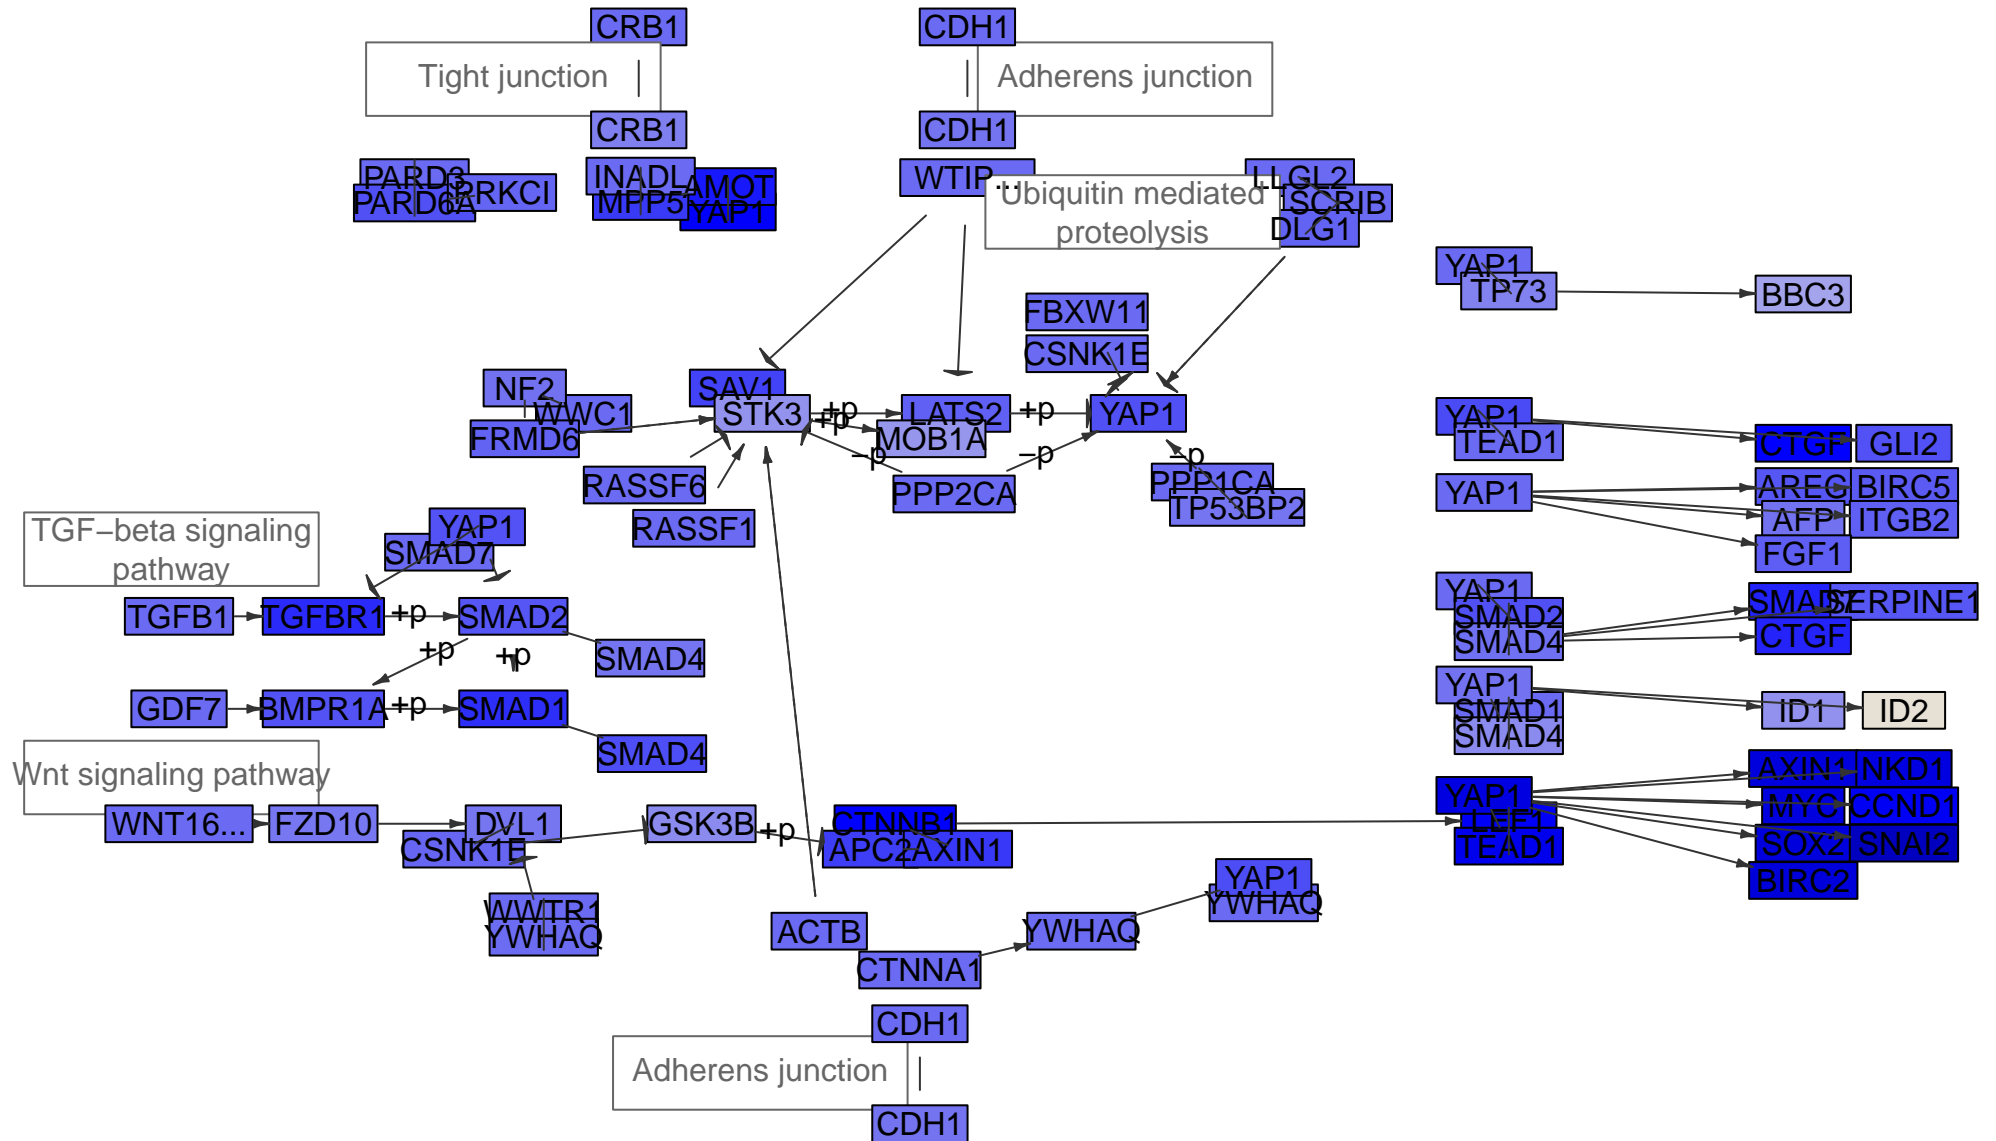 CRB1
CDH1
Tight junction
Adherens junction
CRB1
CDH1
PARD3
PARD6A
PRKCI
INADL
MPP5
AMOT
YAP1
WTIP...
Ubiquitin mediated
proteolysis
LLGL2
SCRIB
DLG1
YAP1
TP73
BBC3
FBXW11
CSNK1E
NF2
WWC1
FRMD6
SAV1
STK3
+p
+p
LATS2
MOB1A
+p
YAP1
−p
−p
−p
RASSF6
RASSF1
PPP2CA
PPP1CA
TP53BP2
YAP1
TEAD1
CTGF
GLI2
YAP1
AREG
BIRC5
AFP
ITGB2
FGF1
TGF−beta signaling
pathway
YAP1
SMAD7
TGFB1
TGFBR1
+p
SMAD2
+p
+p
SMAD4
GDF7
BMPR1A
+p
SMAD1
SMAD4
YAP1
SMAD2
SMAD4
SMAD7
SERPINE1
CTGF
YAP1
SMAD1
SMAD4
ID1
ID2
Wnt signaling pathway
WNT16...
FZD10
DVL1
CSNK1E
GSK3B
+p
CTNNB1
APC2
AXIN1
YAP1
LEF1
TEAD1
AXIN1
NKD1
MYC
CCND1
SOX2
SNAI2
BIRC2
WWTR1
YWHAQ
ACTB
CTNNA1
YWHAQ
YAP1
YWHAQ
CDH1
Adherens junction
CDH1